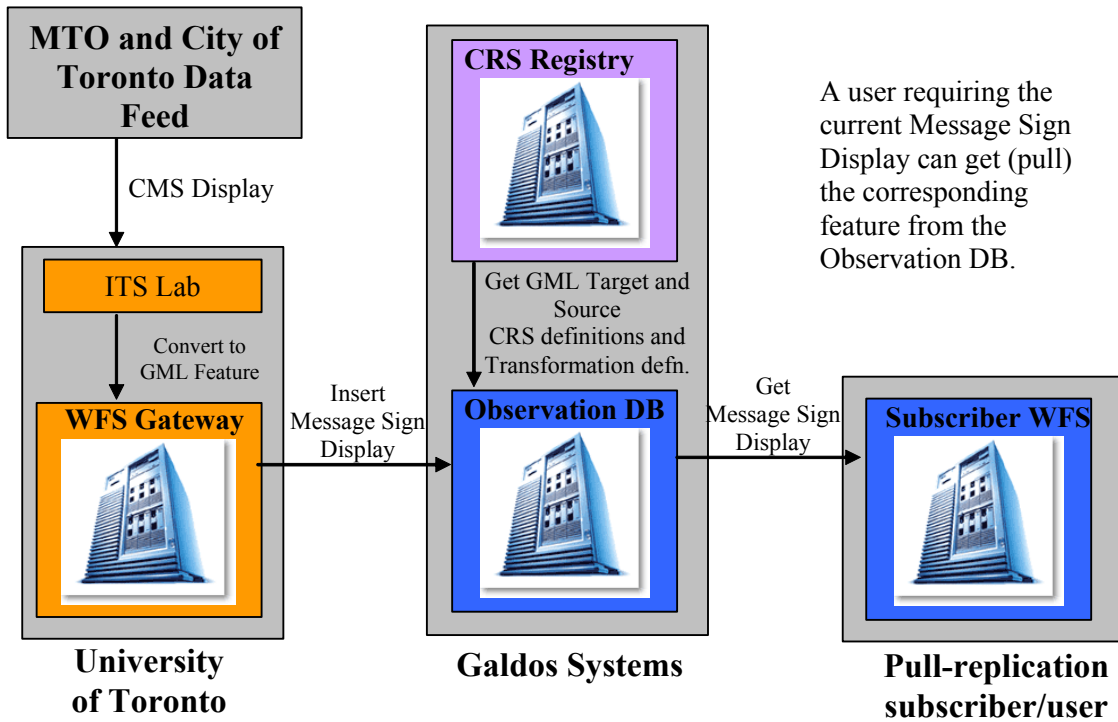 MTO and City of
Toronto Data
Feed
CMS Display
ITS Lab
Convert to
GML Feature
WFS Gateway
University
of Toronto
Insert
Message Sign
Display
CRS Registry
Get GML Target and
Source
CRS definitions and
Transformation defn.
Observation DB
Galdos Systems
Get
Message Sign
Display
A user requiring the
current Message Sign
Display can get (pull)
the corresponding
feature from the
Observation DB.
Subscriber WFS
Pull-replication
subscriber/user